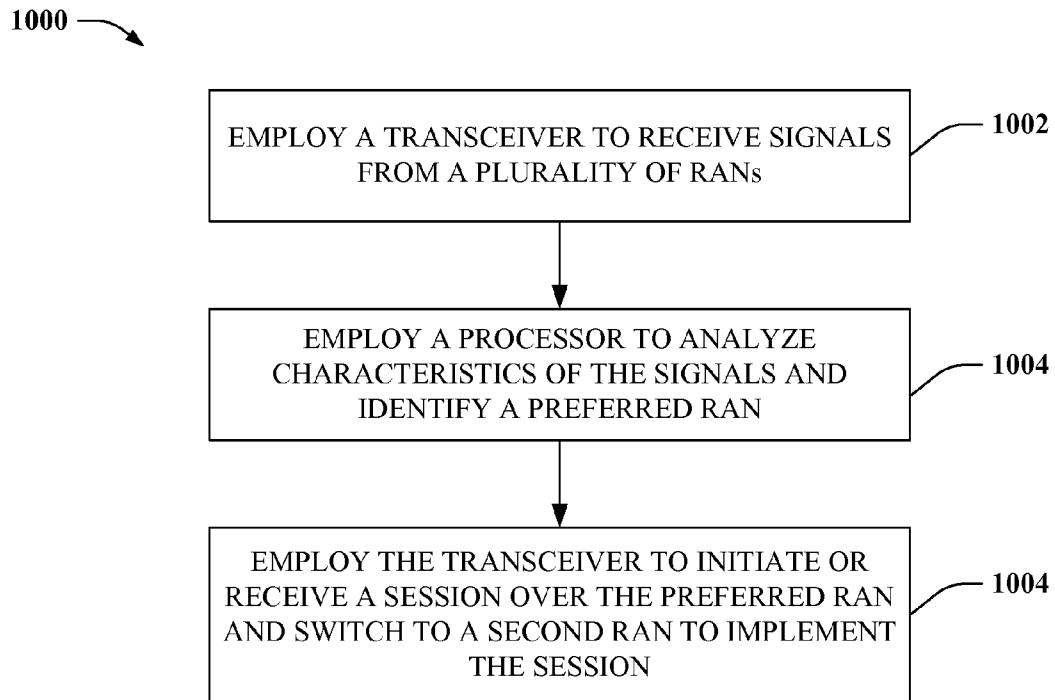 1000
EMPLOY A TRANSCEIVER TO RECEIVE SIGNALS
FROM A PLURALITY OF RANs
1002
EMPLOY A PROCESSOR TO ANALYZE
CHARACTERISTICS OF THE SIGNALS AND
IDENTIFY A PREFERRED RAN
1004
EMPLOY THE TRANSCEIVER TO INITIATE OR
RECEIVE A SESSION OVER THE PREFERRED RAN
AND SWITCH TO A SECOND RAN TO IMPLEMENT
THE SESSION
1004